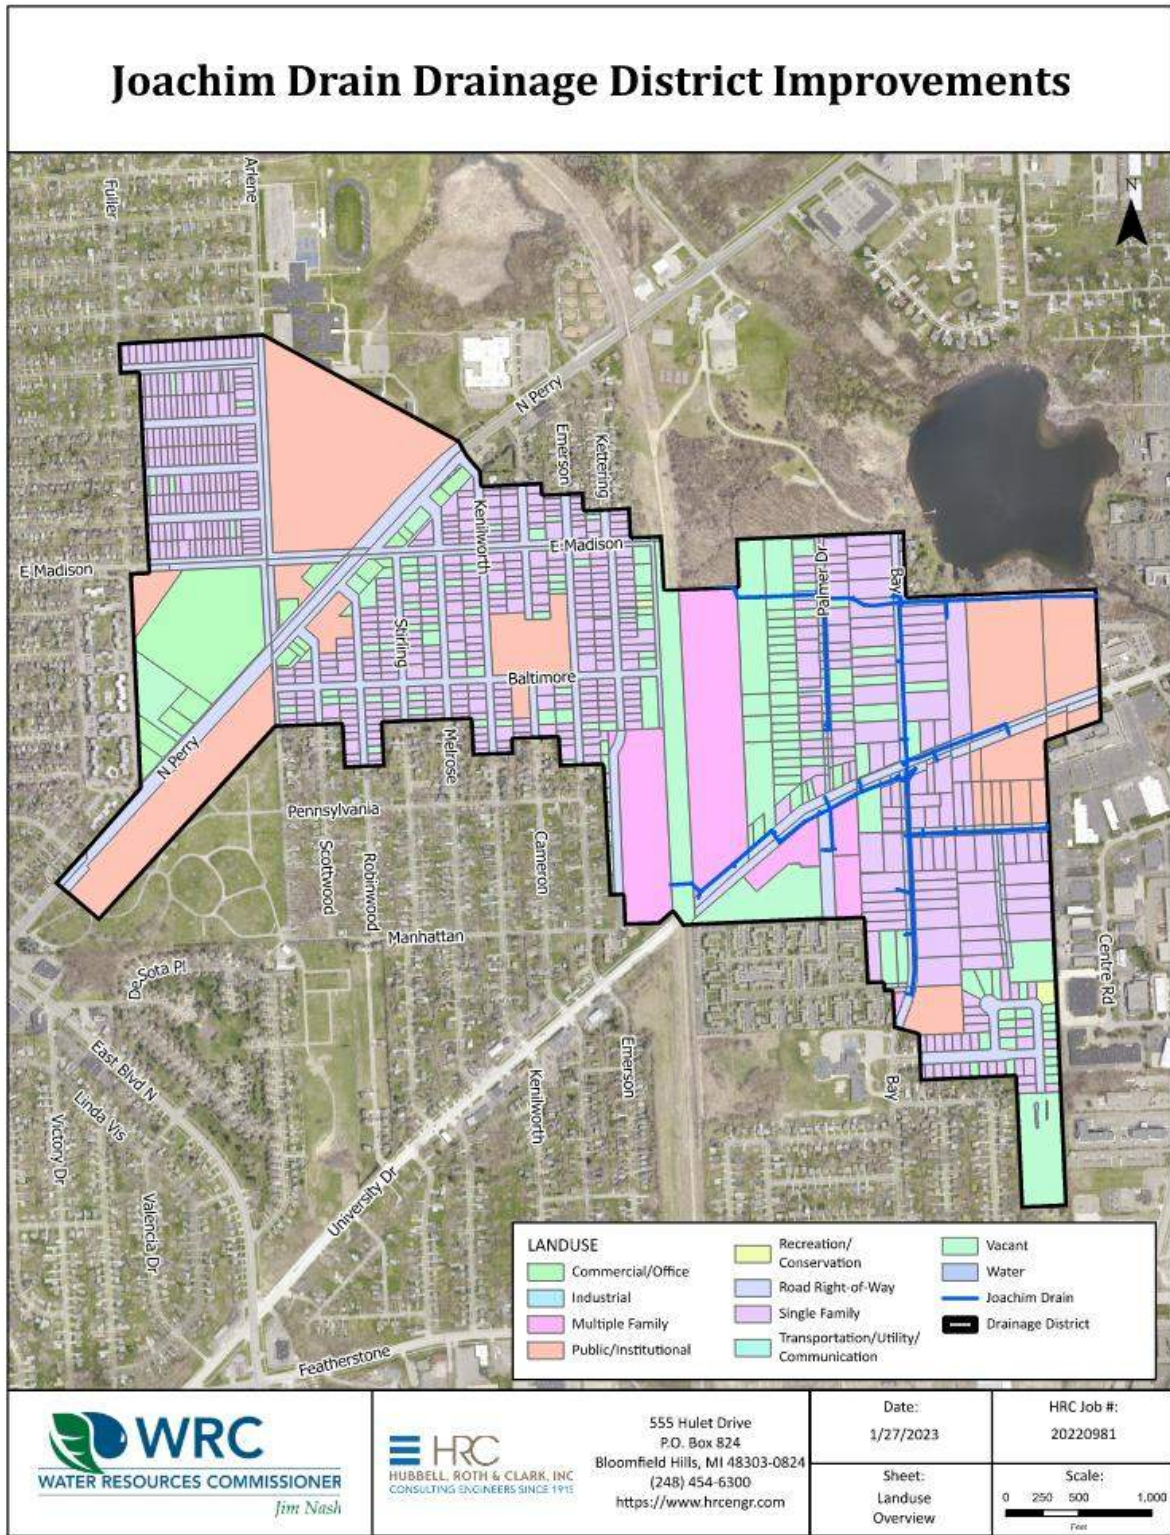 Joachim Drain Drainage District Improvements
Fuller
Arlene
N
N Perry
Emerson
Kettering
Kenilworth
E Madison
E Madison
Palmer Dr
Bay
Stirling
Baltimore
N Perry
Melrose
Pennsylvania
Scottwood
Robinwood
Cameron
Manhattan
De Sota Pl
Centre Rd
East Blvd N
Linda Vis
Victory Dr
Valencia Dr
Kenilworth
Emerson
Bay
University Dr
Featherstone
LANDUSE
Commercial/Office
Industrial
Multiple Family
Public/Institutional
Recreation/
Conservation
Road Right-of-Way
Single Family
Transportation/Utility/
Communication
Vacant
Water
Joachim Drain
Drainage District
WRC
WATER RESOURCES COMMISSIONER
Jim Nash
HRC
HUBBELL, ROTH & CLARK, INC
CONSULTING ENGINEERS SINCE 1915
555 Hulet Drive
P.O. Box 824
Bloomfield Hills, MI 48303-0824
(248) 454-6300
https://www.hrcengr.com
Date:
1/27/2023
HRC Job #:
20220981
Sheet:
Landuse
Overview
Scale:
0 250 500 1,000
Feet